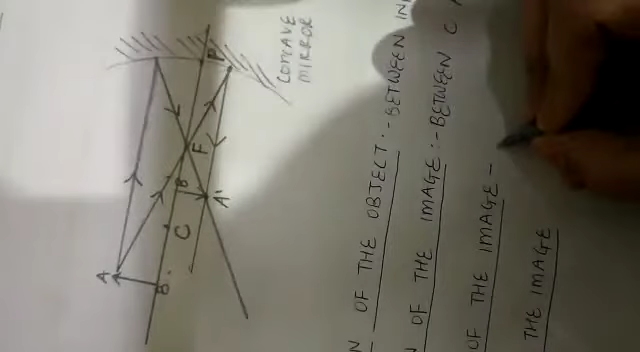 A
B
C
B'
A'
F
P
CONCAVE
MIRROR
OF THE OBJECT:- BETWEEN
OF THE IMAGE:- BETWEEN C
OF THE IMAGE -
THE IMAGE